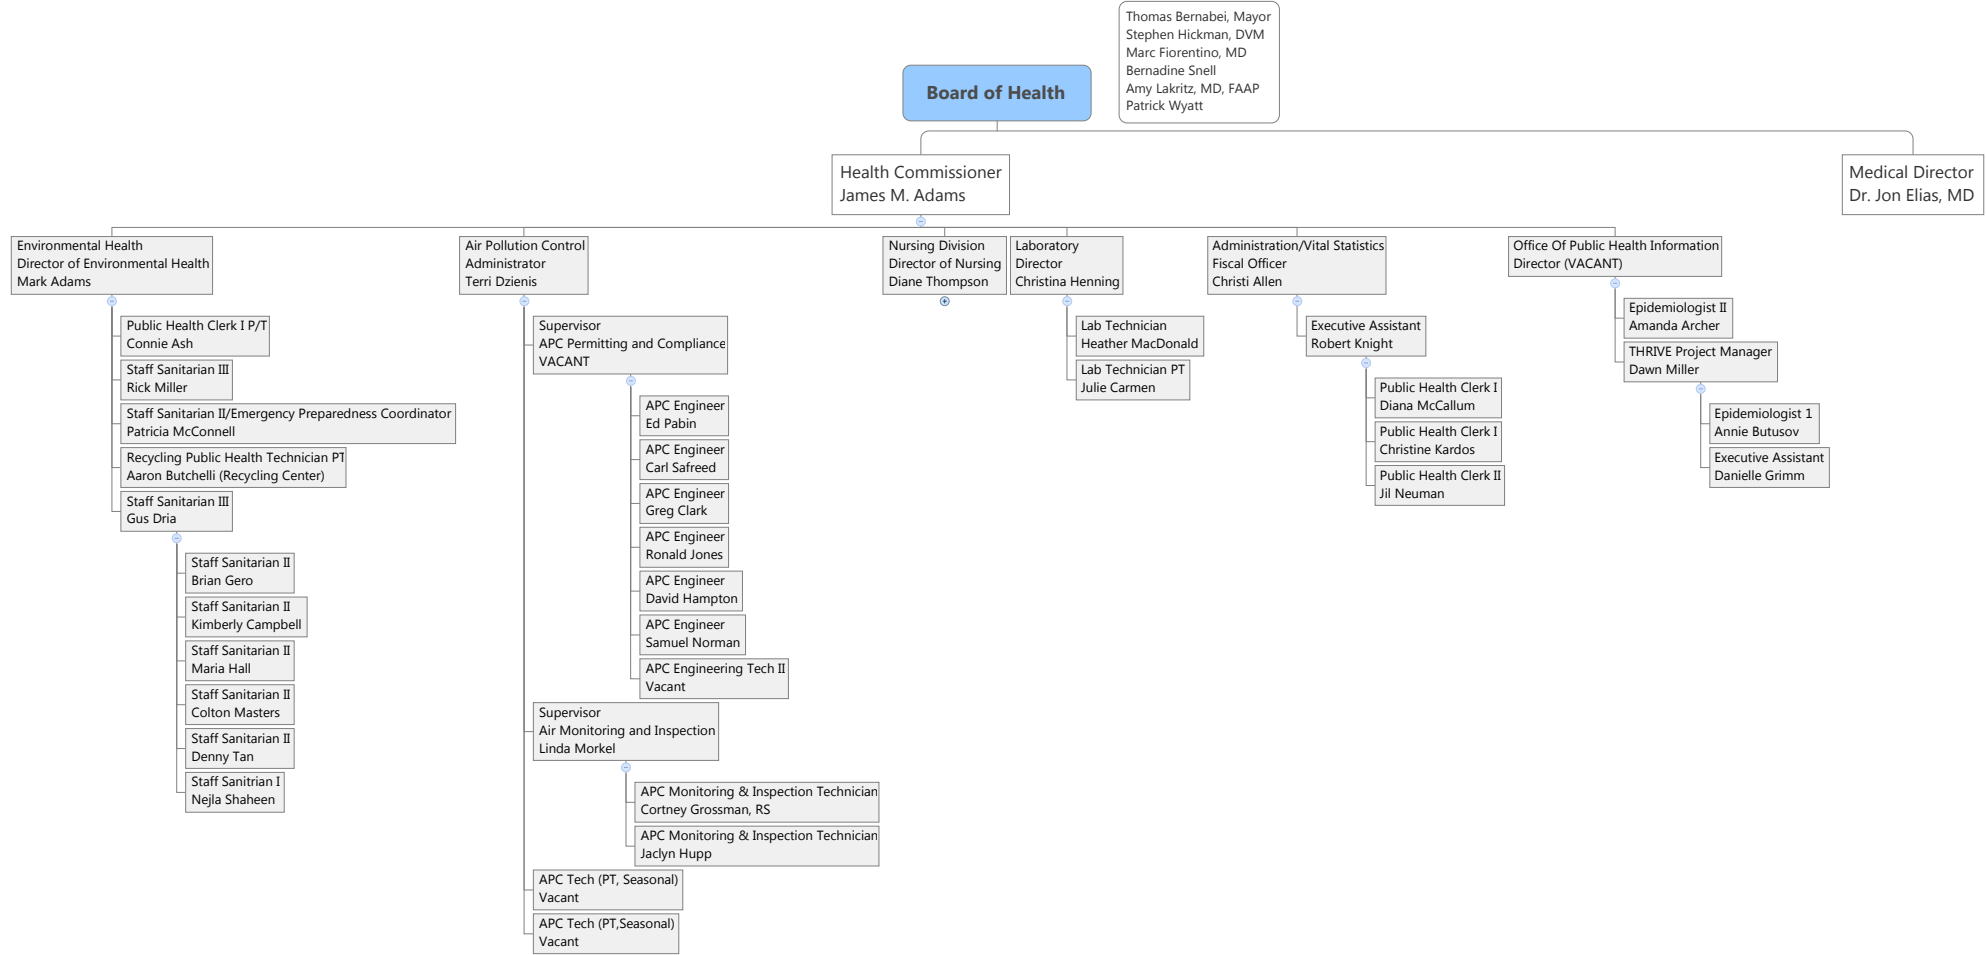 Thomas Bernabei, Mayor
Stephen Hickman, DVM
Marc Fiorentino, MD
Bernadine Snell
Amy Lakritz, MD, FAAP
Patrick Wyatt
Board of Health
Health Commissioner
James M. Adams
Medical Director
Dr. Jon Elias, MD
Environmental Health
Director of Environmental Health
Mark Adams
Public Health Clerk I P/T
Connie Ash
Staff Sanitarian III
Rick Miller
Staff Sanitarian II/Emergency Preparedness Coordinator
Patricia McConnell
Recycling Public Health Technician PT
Aaron Butchelli (Recycling Center)
Staff Sanitarian III
Gus Dria
Staff Sanitarian II
Brian Gero
Staff Sanitarian II
Kimberly Campbell
Staff Sanitarian II
Maria Hall
Staff Sanitarian II
Colton Masters
Staff Sanitarian II
Denny Tan
Staff Sanitrian I
Nejla Shaheen
Air Pollution Control
Administrator
Terri Dzienis
Supervisor
APC Permitting and Compliance
VACANT
APC Engineer
Ed Pabin
APC Engineer
Carl Safreed
APC Engineer
Greg Clark
APC Engineer
Ronald Jones
APC Engineer
David Hampton
APC Engineer
Samuel Norman
APC Engineering Tech II
Vacant
Supervisor
Air Monitoring and Inspection
Linda Morkel
APC Monitoring & Inspection Technician
Cortney Grossman, RS
APC Monitoring & Inspection Technician
Jaclyn Hupp
APC Tech (PT, Seasonal)
Vacant
APC Tech (PT,Seasonal)
Vacant
Nursing Division
Director of Nursing
Diane Thompson
Laboratory
Director
Christina Henning
Lab Technician
Heather MacDonald
Lab Technician PT
Julie Carmen
Administration/Vital Statistics
Fiscal Officer
Christi Allen
Executive Assistant
Robert Knight
Public Health Clerk I
Diana McCallum
Public Health Clerk I
Christine Kardos
Public Health Clerk II
Jil Neuman
Office Of Public Health Information
Director (VACANT)
Epidemiologist II
Amanda Archer
THRIVE Project Manager
Dawn Miller
Epidemiologist 1
Annie Butusov
Executive Assistant
Danielle Grimm